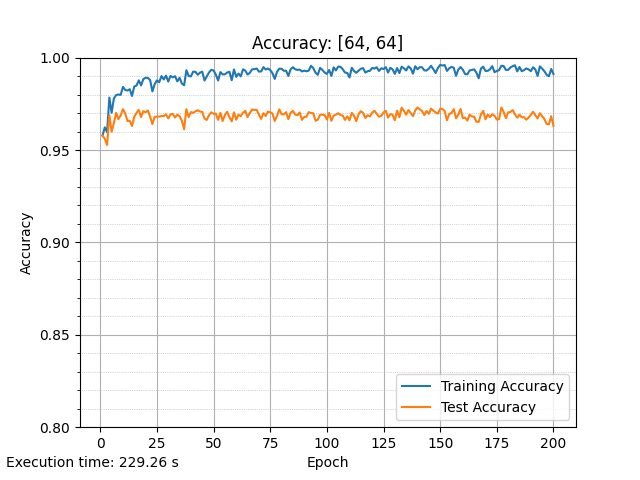 Accuracy: [64, 64]
1.00
0.95
0.90
0.85
0.80
Accuracy
Training Accuracy
Test Accuracy
0 25 50 75 100 125 150 175 200
Execution time: 229.26 s
Epoch